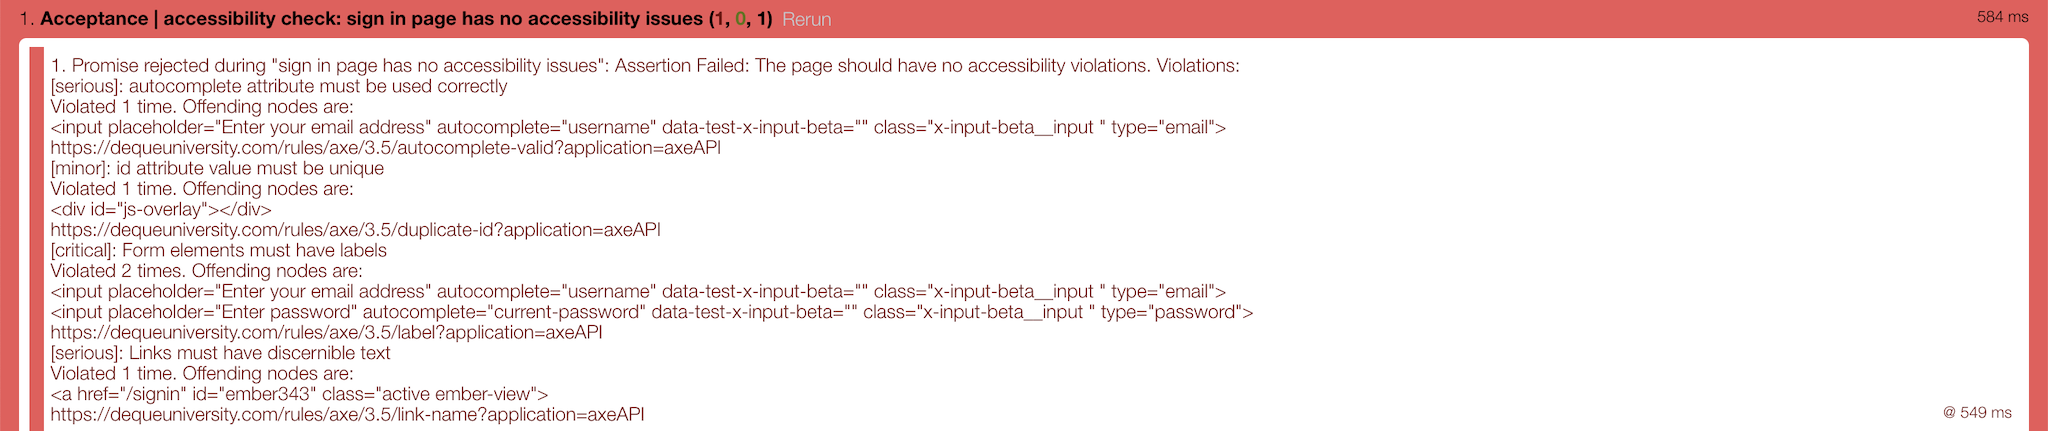 1. Acceptance | accessibility check: sign in page has no accessibility issues (1, 0, 1) Rerun 584 ms
1. Promise rejected during "sign in page has no accessibility issues": Assertion Failed: The page should have no accessibility violations. Violations:
[serious]: autocomplete attribute must be used correctly
Violated 1 time. Offending nodes are:
<input placeholder="Enter your email address" autocomplete="username" data-test-x-input-beta="" class="x-input-beta__input " type="email">
https://dequeuniversity.com/rules/axe/3.5/autocomplete-valid?application=axeAPI
[minor]: id attribute value must be unique
Violated 1 time. Offending nodes are:
<div id="js-overlay"></div>
https://dequeuniversity.com/rules/axe/3.5/duplicate-id?application=axeAPI
[critical]: Form elements must have labels
Violated 2 times. Offending nodes are:
<input placeholder="Enter your email address" autocomplete="username" data-test-x-input-beta="" class="x-input-beta__input " type="email">
<input placeholder="Enter password" autocomplete="current-password" data-test-x-input-beta="" class="x-input-beta__input " type="password">
https://dequeuniversity.com/rules/axe/3.5/label?application=axeAPI
[serious]: Links must have discernible text
Violated 1 time. Offending nodes are:
<a href="/signin" id="ember343" class="active ember-view">
https://dequeuniversity.com/rules/axe/3.5/link-name?application=axeAPI @ 549 ms